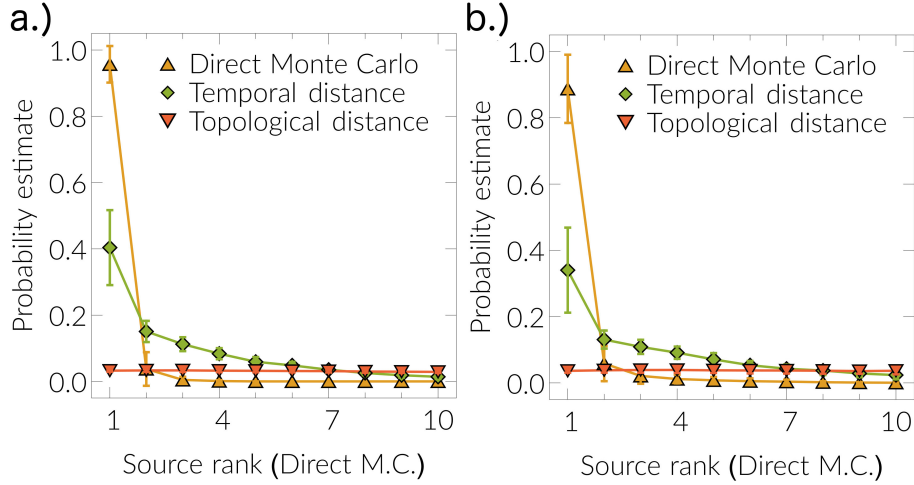 a.)
Probability estimate
1.0
0.8
0.6
0.4
0.2
0.0
Direct Monte Carlo
Temporal distance
Topological distance
1 4 7 10
Source rank (Direct M.C.)
b.)
Probability estimate
1.0
0.8
0.6
0.4
0.2
0.0
Direct Monte Carlo
Temporal distance
Topological distance
1 4 7 10
Source rank (Direct M.C.)